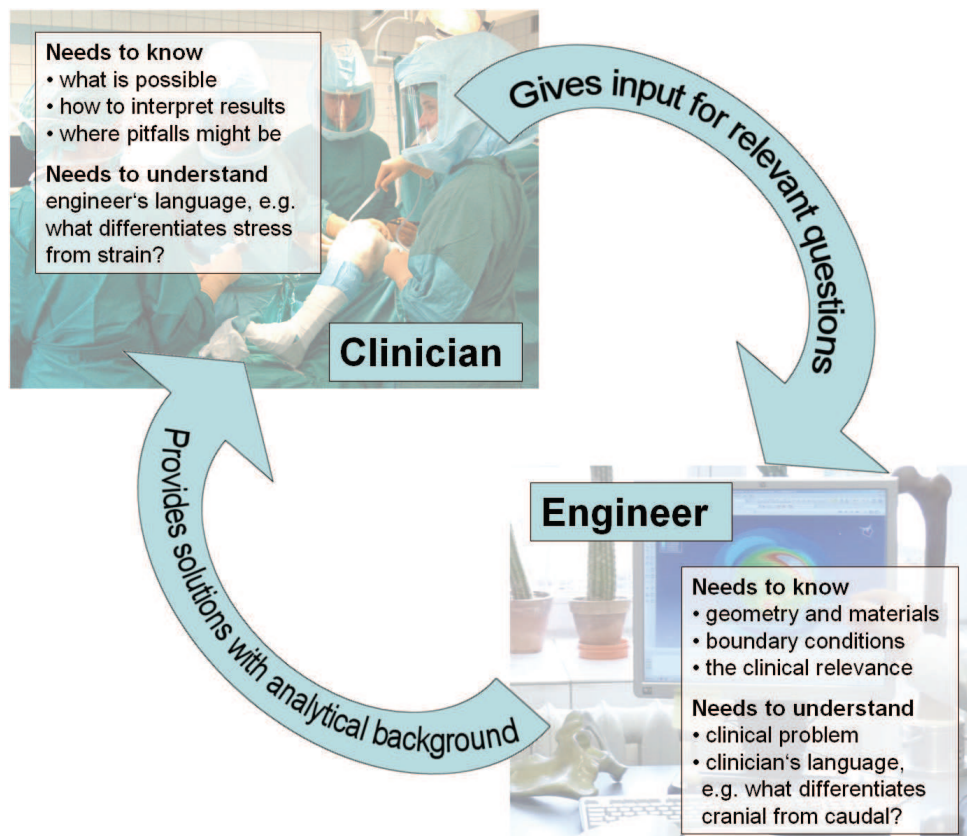 Needs to know
• what is possible
• how to interpret results
• where pitfalls might be
Needs to understand
engineer‘s language, e.g.
what differentiates stress
from strain?
Clinician
Gives input for relevant questions
Engineer
Needs to know
• geometry and materials
• boundary conditions
• the clinical relevance
Needs to understand
• clinical problem
• clinician‘s language,
e.g. what differentiates
cranial from caudal?
Provides solutions with analytical background